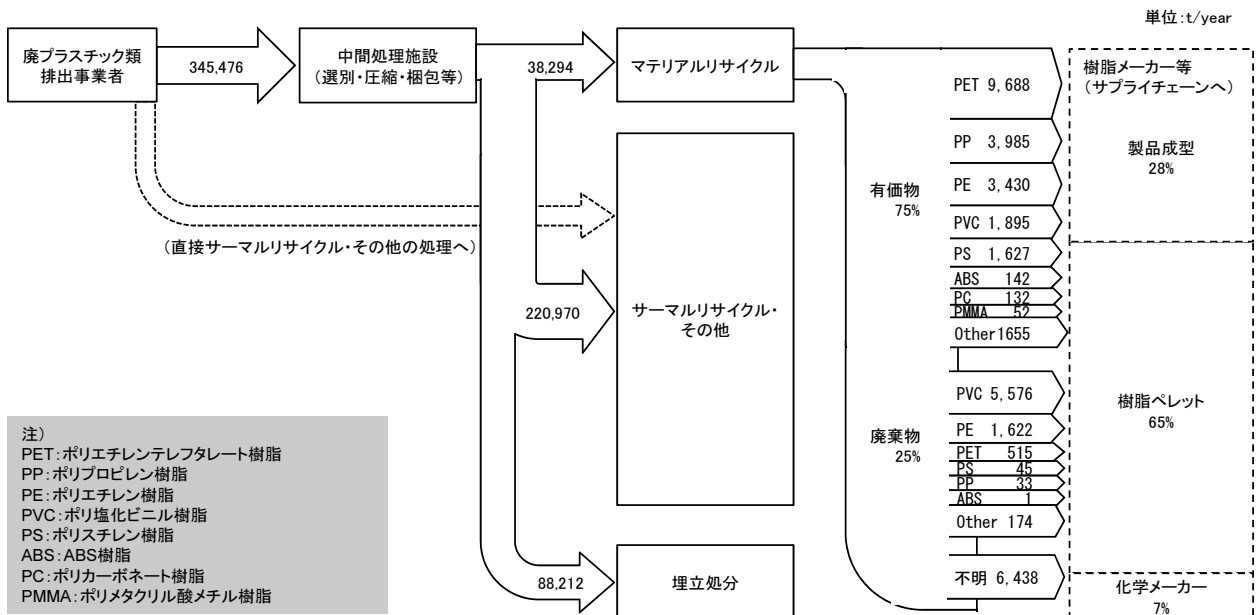 単位:t/year
廃プラスチック類
排出事業者
345,476
中間処理施設
(選別・圧縮・梱包等)
38,294
マテリアルリサイクル
(直接サーマルリサイクル・その他の処理へ)
220,970
サーマルリサイクル・
その他
88,212
埋立処分
有価物
75%
PET 9,688
PP 3,985
PE 3,430
PVC 1,895
PS 1,627
ABS 142
PC 132
PMMA 52
Other1655
廃棄物
25%
PVC 5,576
PE 1,622
PET 515
PS 45
PP 33
ABS 1
Other 174
不明 6,438
樹脂メーカー等
(サプライチェーンへ)
製品成型
28%
樹脂ペレット
65%
化学メーカー
7%
注)
PET:ポリエチレンテレフタレート樹脂
PP:ポリプロピレン樹脂
PE:ポリエチレン樹脂
PVC:ポリ塩化ビニル樹脂
PS:ポリスチレン樹脂
ABS:ABS樹脂
PC:ポリカーボネート樹脂
PMMA:ポリメタクリル酸メチル樹脂